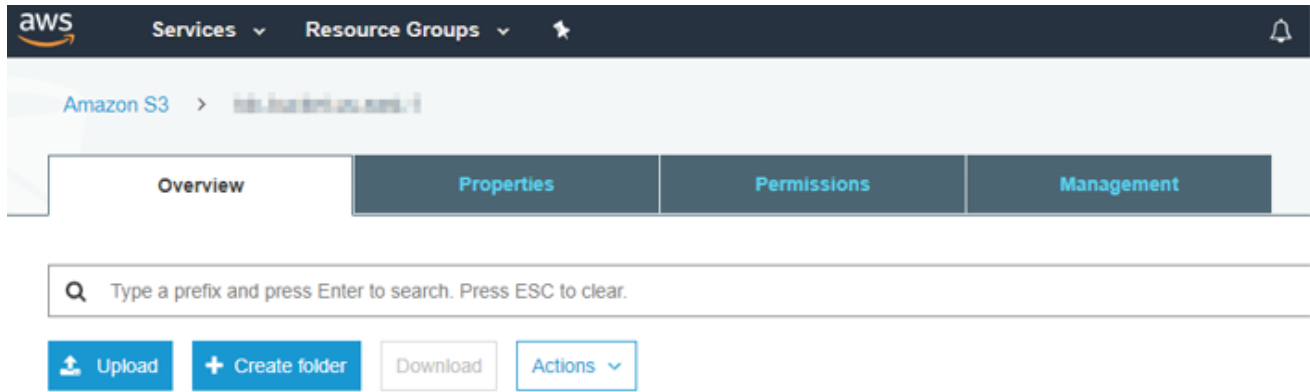 aws Services Resource Groups
Amazon S3 >
Overview Properties Permissions Management
Type a prefix and press Enter to search. Press ESC to clear.
Upload + Create folder Download Actions